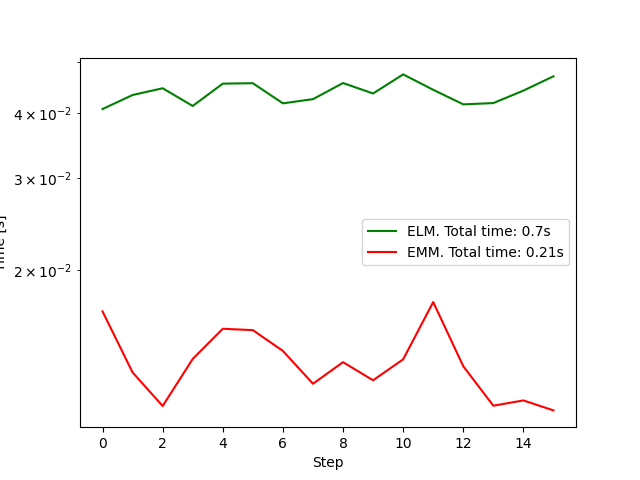 4 × 10⁻²
3 × 10⁻²
2 × 10⁻²
Time [s]
ELM. Total time: 0.7s
EMM. Total time: 0.21s
0 2 4 6 8 10 12 14
Step